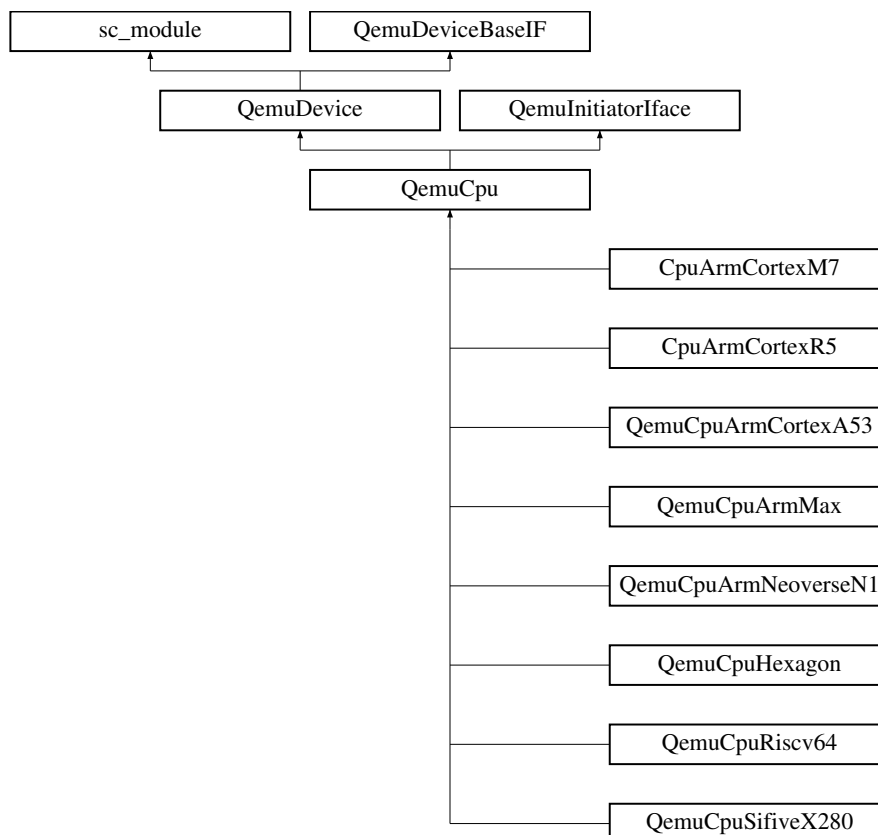 sc_module
QemuDeviceBaseIF
QemuDevice
QemuInitiatorIface
QemuCpu
CpuArmCortexM7
CpuArmCortexR5
QemuCpuArmCortexA53
QemuCpuArmMax
QemuCpuArmNeoverseN1
QemuCpuHexagon
QemuCpuRiscv64
QemuCpuSifiveX280